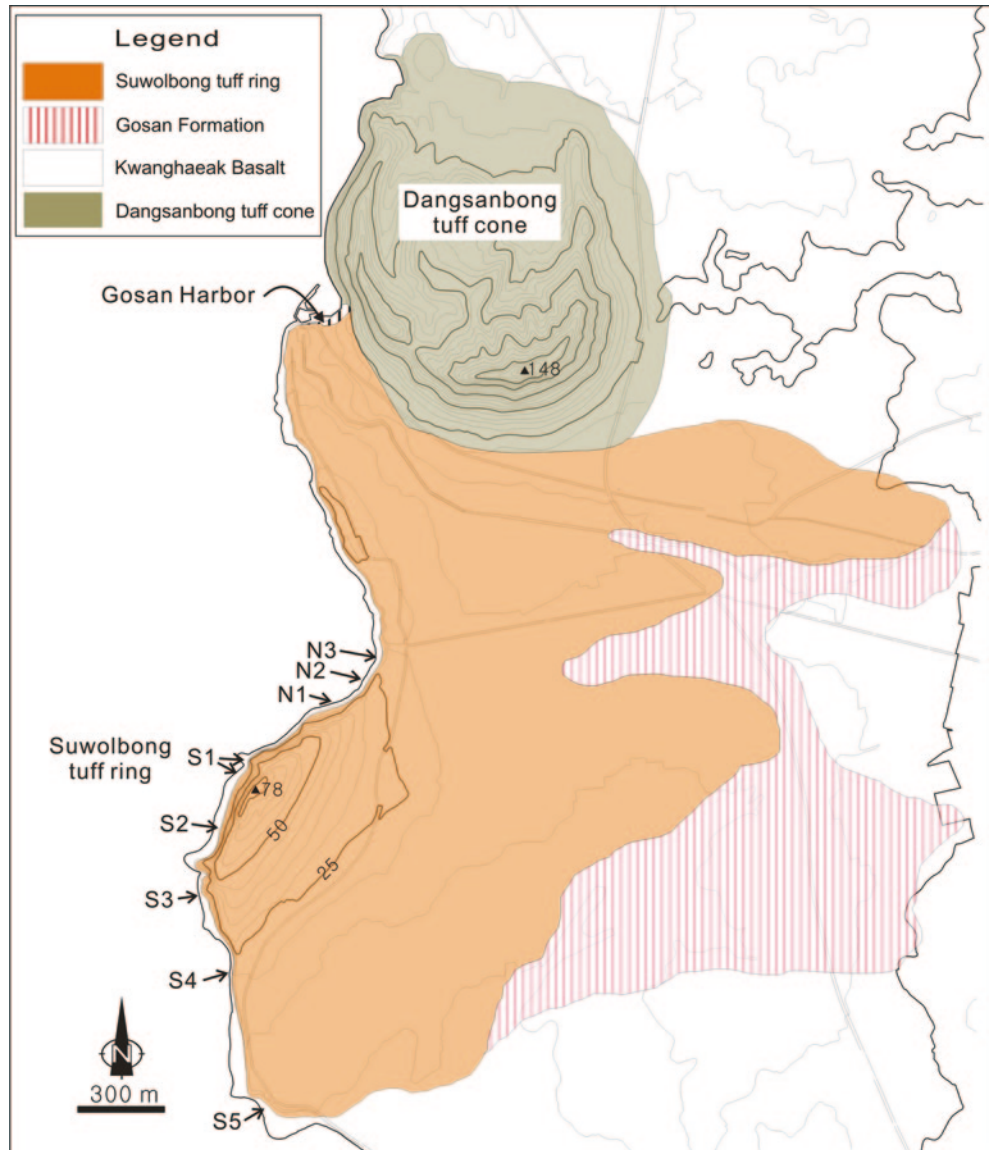 Legend
Suwolbong tuff ring
Gosan Formation
Kwanghaeak Basalt
Dangsanbong tuff cone
Dangsanbong
tuff cone
Gosan Harbor
148
N3
N2
N1
Suwolbong
tuff ring
S1
78
S2
50
25
S3
S4
N
300 m
S5